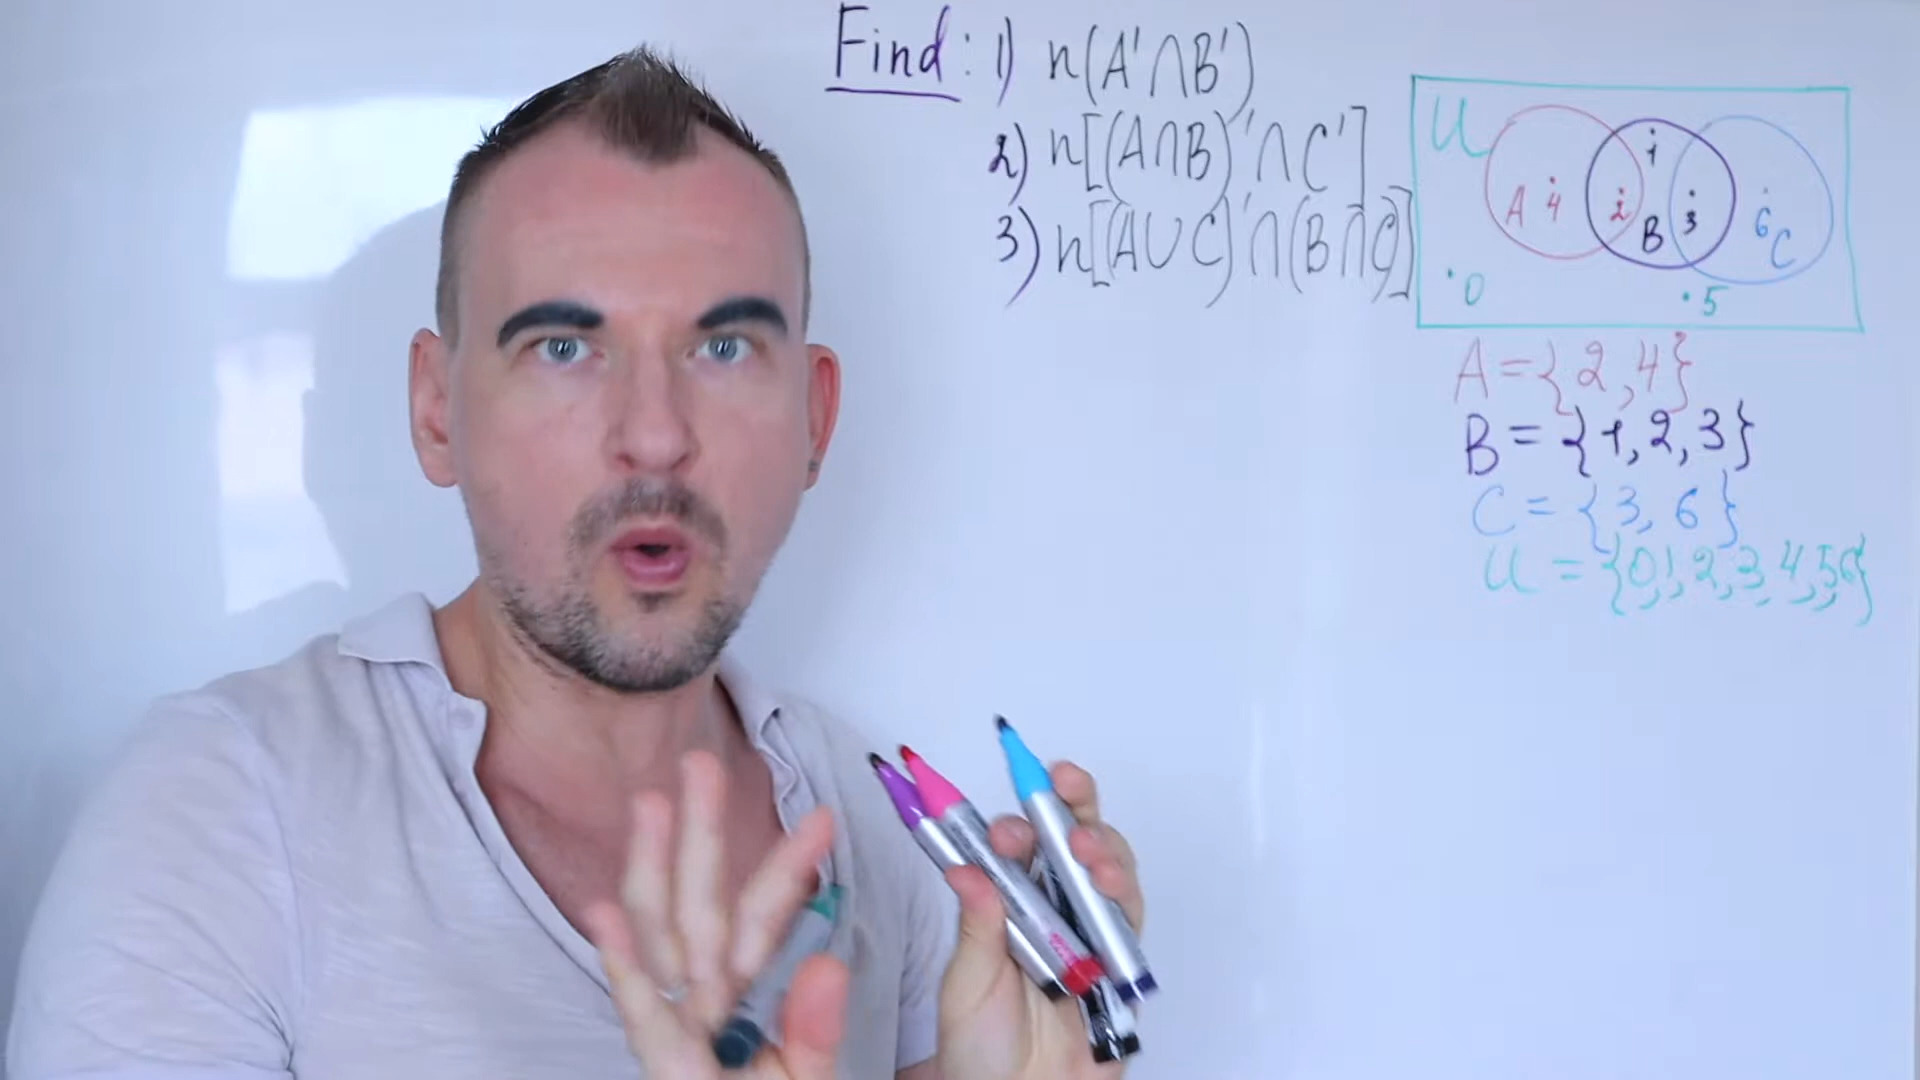 Find: 1) n(A'∩B')
2) n[(A∩B)'∩C']
3) n[(A∪C)'∩(B∩C)]
U
A 4 2 1 B 3 6 C
0 5
A={2,4}
B={1,2,3}
C={3,6}
U={0,1,2,3,4,5,6}